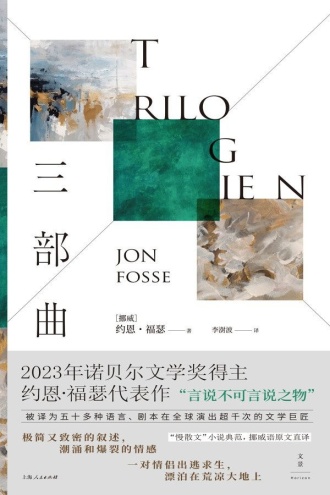 TRILOGIEN
三部曲
JON
FOSSE
[挪威]
约恩·福瑟——著 李澍波——译
2023年诺贝尔文学奖得主
约恩·福瑟代表作 “言说不可言说之物”
被译为五十多种语言、剧本在全球演出超千次的文学巨匠
极简又致密的叙述，
潮涌和爆裂的情感
“慢散文”小说典范，挪威语原文直译
一对情侣出逃求生，
漂泊在荒凉大地上
上海人民出版社
文景
Horizon